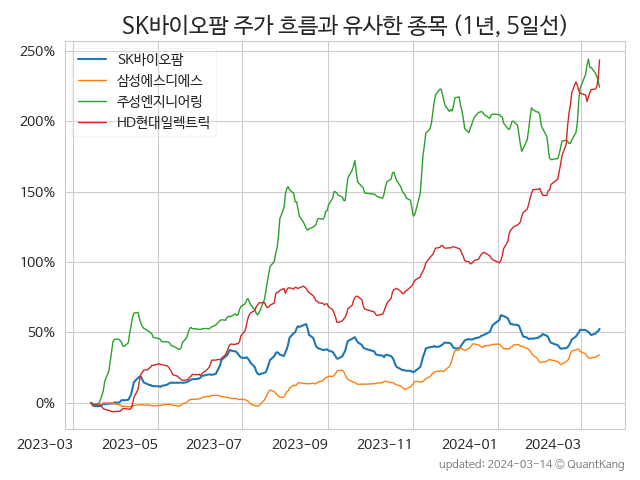 SK바이오팜 주가 흐름과 유사한 종목 (1년, 5일선)
250%
200%
150%
100%
50%
0%
SK바이오팜
삼성에스디에스
주성엔지니어링
HD현대일렉트릭
2023-03
2023-05
2023-07
2023-09
2023-11
2024-01
2024-03
updated: 2024-03-14 © QuantKang